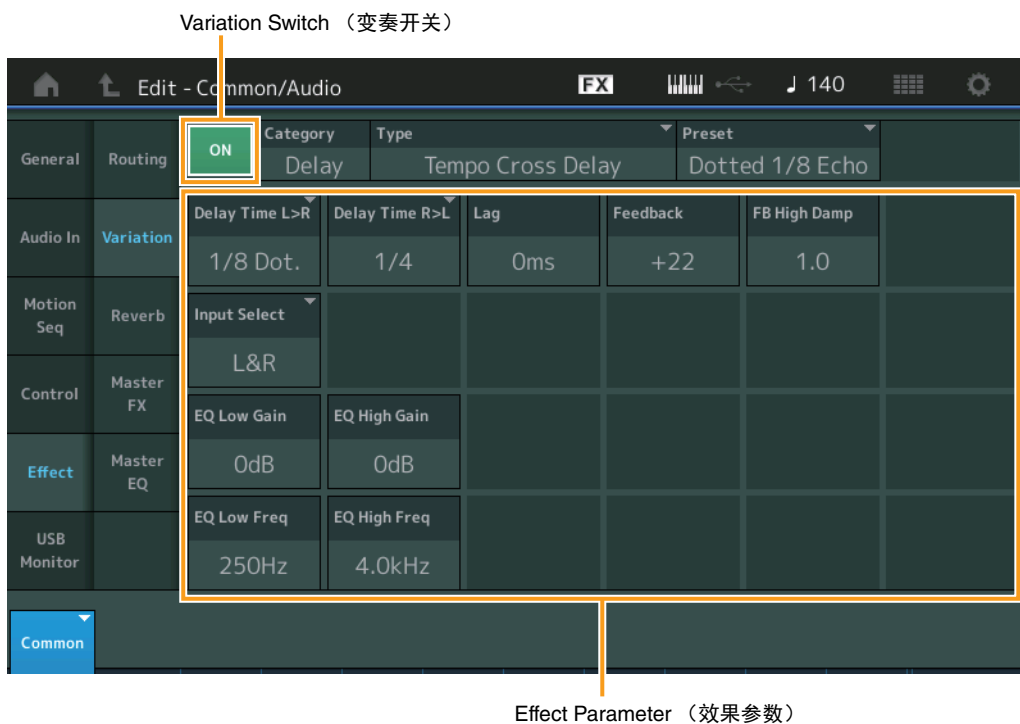 Variation Switch （变奏开关）
Edit - Common/Audio FX ♩ 140
General Routing ON Category Type Preset
Delay Tempo Cross Delay Dotted 1/8 Echo
Audio In Variation Delay Time L>R Delay Time R>L Lag Feedback FB High Damp
1/8 Dot. 1/4 0ms +22 1.0
Motion
Seq
Reverb Input Select
L&R
Control Master
FX
EQ Low Gain EQ High Gain
0dB 0dB
Effect Master
EQ
EQ Low Freq EQ High Freq
250Hz 4.0kHz
USB
Monitor
Common
Effect Parameter （效果参数）